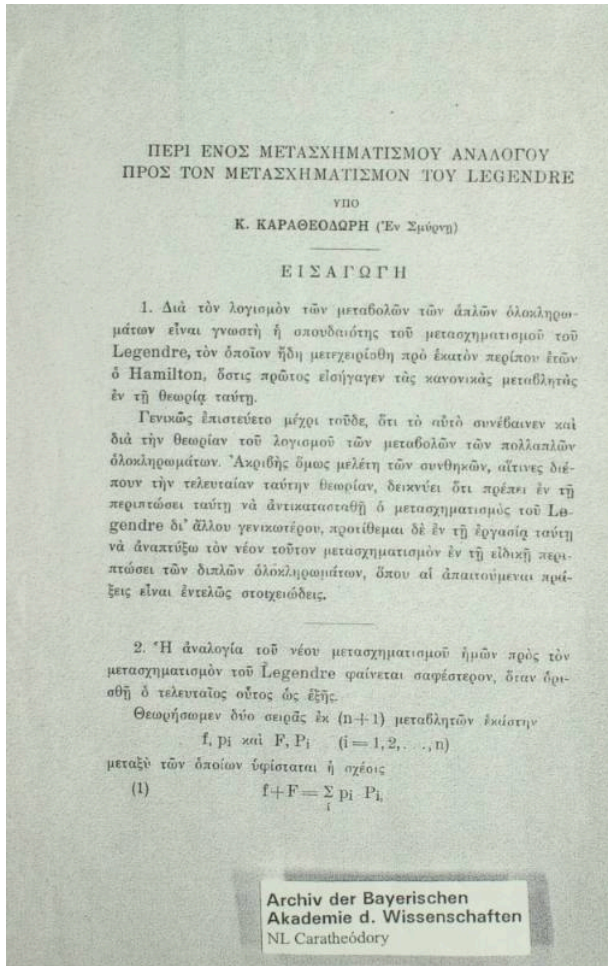 ΠΕΡΙ ΕΝΟΣ ΜΕΤΑΣΧΗΜΑΤΙΣΜΟΥ ΑΝΑΛΟΓΟΥ
ΠΡΟΣ ΤΟΝ ΜΕΤΑΣΧΗΜΑΤΙΣΜΟΝ ΤΟΥ LEGENDRE
ΥΠΟ
Κ. ΚΑΡΑΘΕΟΔΩΡΗ (Ἐν Σμύρνῃ)
ΕΙΣΑΓΩΓΗ
1. Διὰ τὸν λογισμὸν τῶν μεταβολῶν τῶν ἁπλῶν ὁλοκληρω-
μάτων εἶναι γνωστὴ ἡ σπουδαιότης τοῦ μετασχηματισμοῦ τοῦ
Legendre, τὸν ὁποῖον ἤδη μετεχειρίσθη πρὸ ἑκατὸν περίπου ἐτῶν
ὁ Hamilton, ὅστις πρῶτος εἰσήγαγεν τὰς κανονικὰς μεταβλητὰς
ἐν τῇ θεωρίᾳ ταύτῃ.
Γενικῶς ἐπιστεύετο μέχρι τοῦδε, ὅτι τὸ αὐτὸ συνέβαινεν καὶ
διὰ τὴν θεωρίαν τοῦ λογισμοῦ τῶν μεταβολῶν τῶν πολλαπλῶν
ὁλοκληρωμάτων. Ἀκριβὴς ὅμως μελέτη τῶν συνθηκῶν, αἵτινες διέ-
πουν τὴν τελευταίαν ταύτην θεωρίαν, δεικνύει ὅτι πρέπει ἐν τῇ
περιπτώσει ταύτῃ νὰ ἀντικατασταθῇ ὁ μετασχηματισμὸς τοῦ Le-
gendre δι' ἄλλου γενικωτέρου, προτίθεμαι δὲ ἐν τῇ ἐργασίᾳ ταύτῃ
νὰ ἀναπτύξω τὸν νέον τοῦτον μετασχηματισμὸν ἐν τῇ εἰδικῇ περι-
πτώσει τῶν διπλῶν ὁλοκληρωμάτων, ὅπου αἱ ἀπαιτούμεναι πρά-
ξεις εἶναι ἐντελῶς στοιχειώδεις.
2. Ἡ ἀναλογία τοῦ νέου μετασχηματισμοῦ ἡμῶν πρὸς τὸν
μετασχηματισμὸν τοῦ Legendre φαίνεται σαφέστερον, ὅταν ὁρι-
σθῇ ὁ τελευταῖος οὗτος ὡς ἑξῆς.
Θεωρήσωμεν δύο σειρᾶς ἐκ (n+1) μεταβλητῶν ἑκάστην
f, pi καὶ F, Pi (i = 1, 2,. . ., n)
μεταξὺ τῶν ὁποίων ὑφίσταται ἡ σχέσις
(1) f+F= Σ pi Pi,
i
Archiv der Bayerischen
Akademie d. Wissenschaften
NL Caratheódory